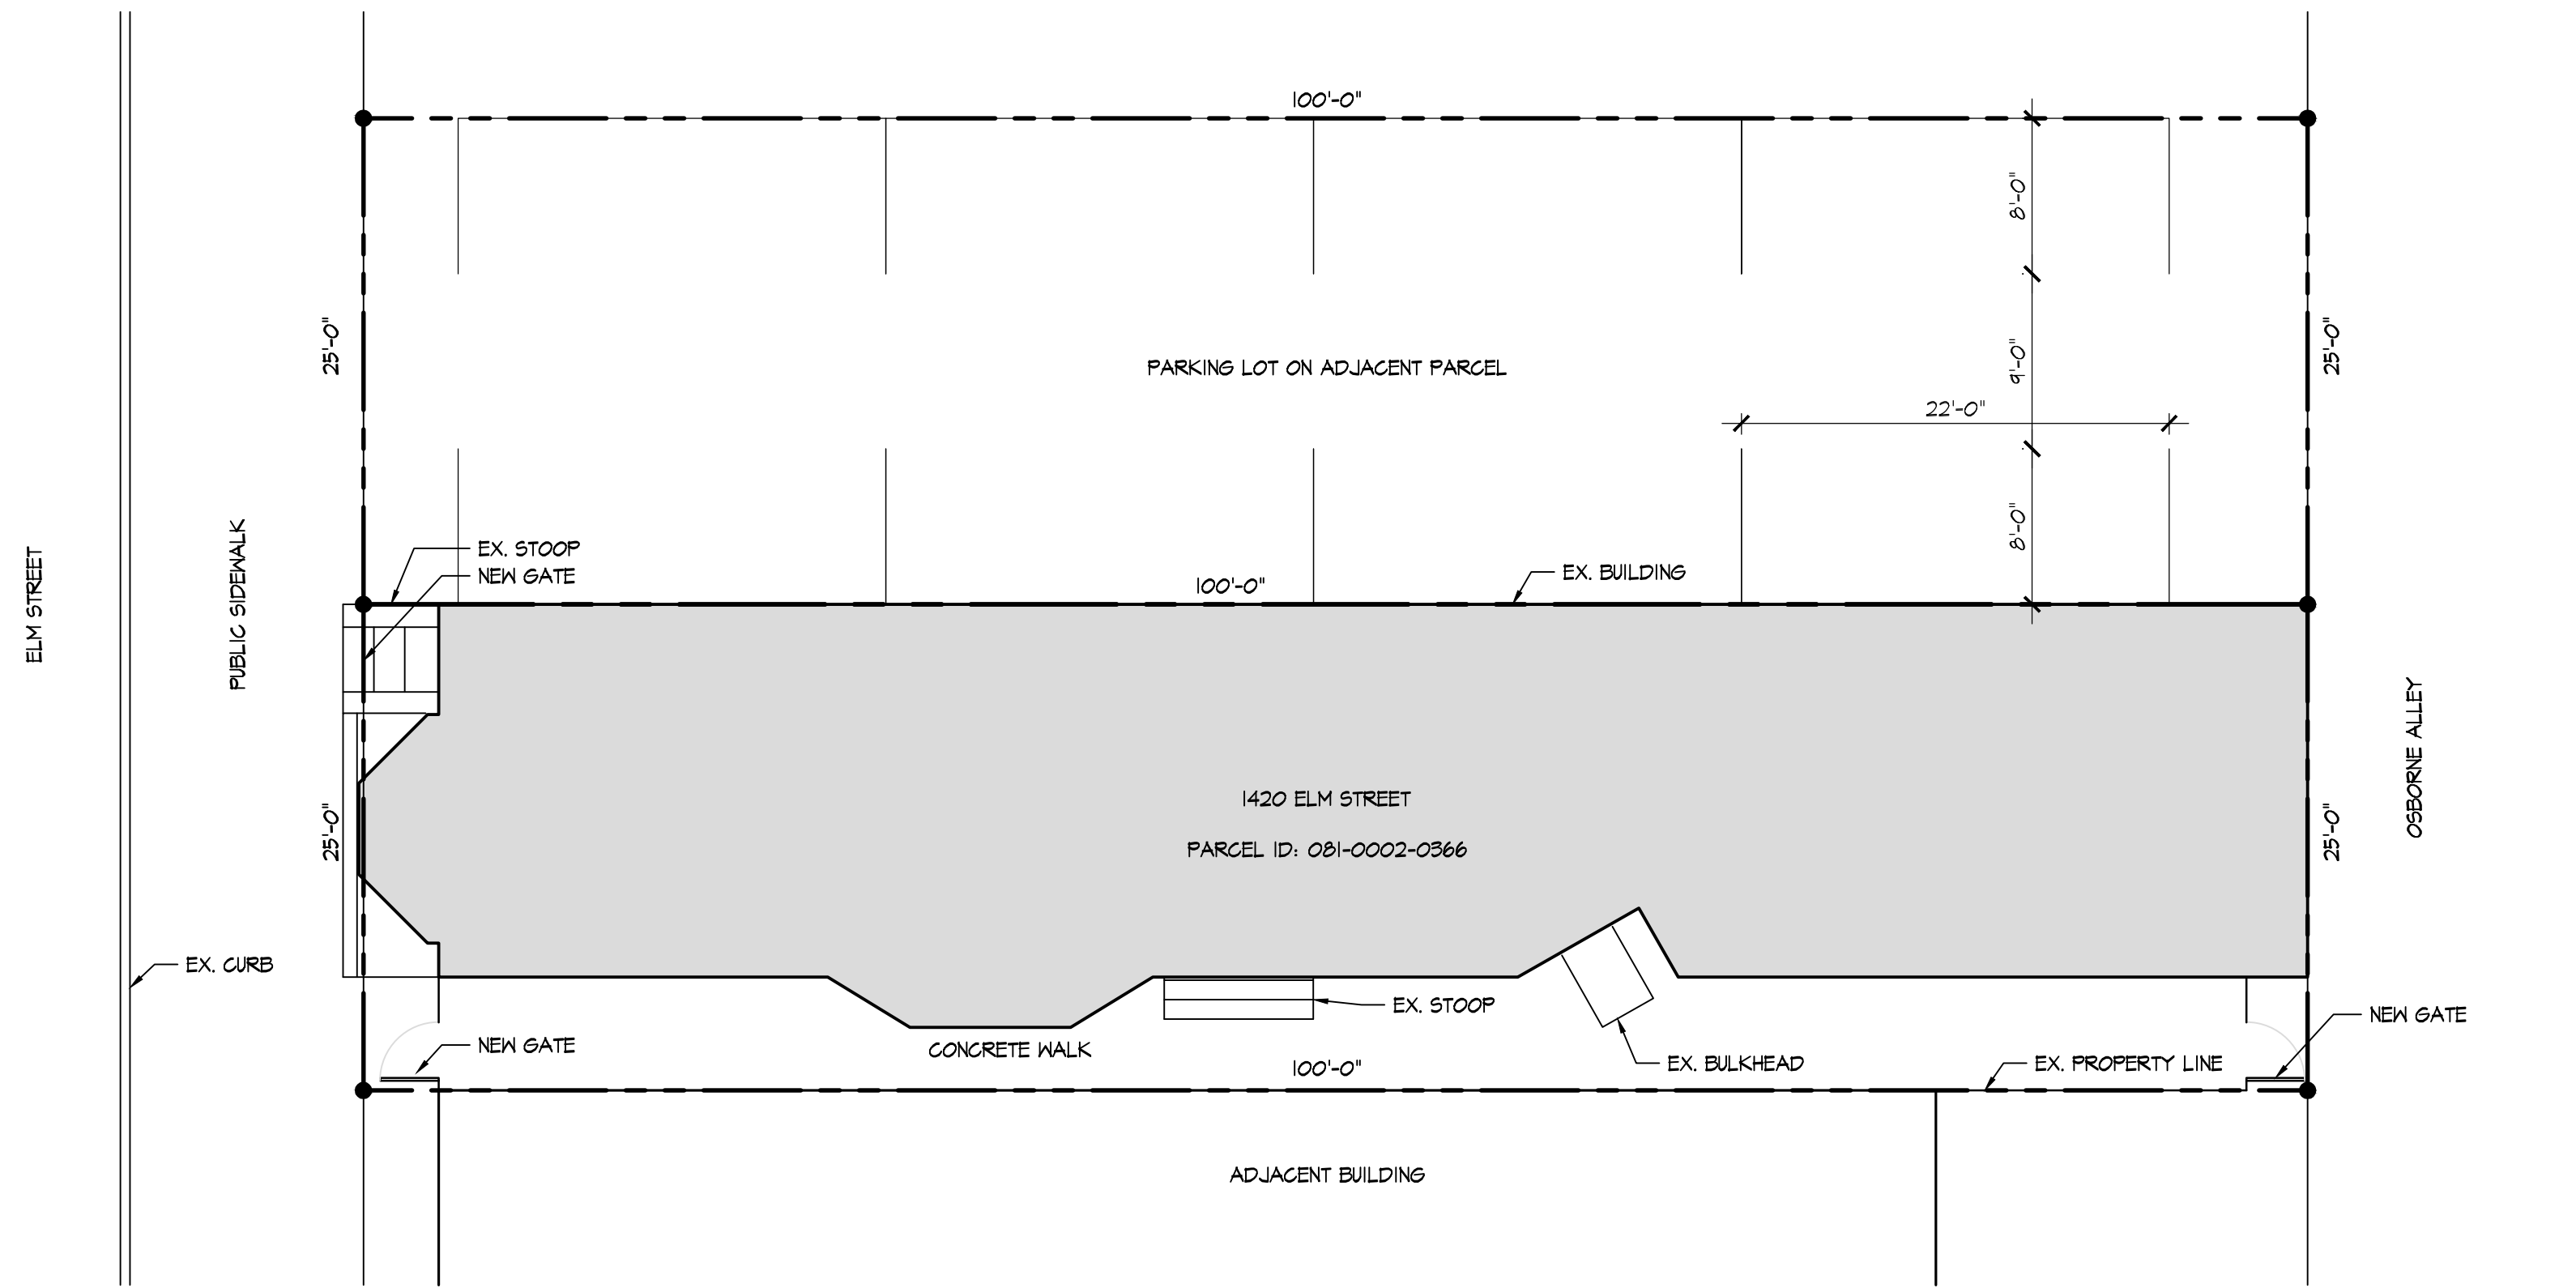 100'-0"
8'-0"
25'-0"
25'-0"
PARKING LOT ON ADJACENT PARCEL
9'-0"
22'-0"
ELM STREET
PUBLIC SIDEWALK
EX. STOOP
NEW GATE
100'-0"
EX. BUILDING
8'-0"
OSBORNE ALLEY
1420 ELM STREET
25'-0"
25'-0"
PARCEL ID: 081-0002-0366
EX. CURB
EX. STOOP
NEW GATE
NEW GATE
CONCRETE WALK
100'-0"
EX. BULKHEAD
EX. PROPERTY LINE
ADJACENT BUILDING